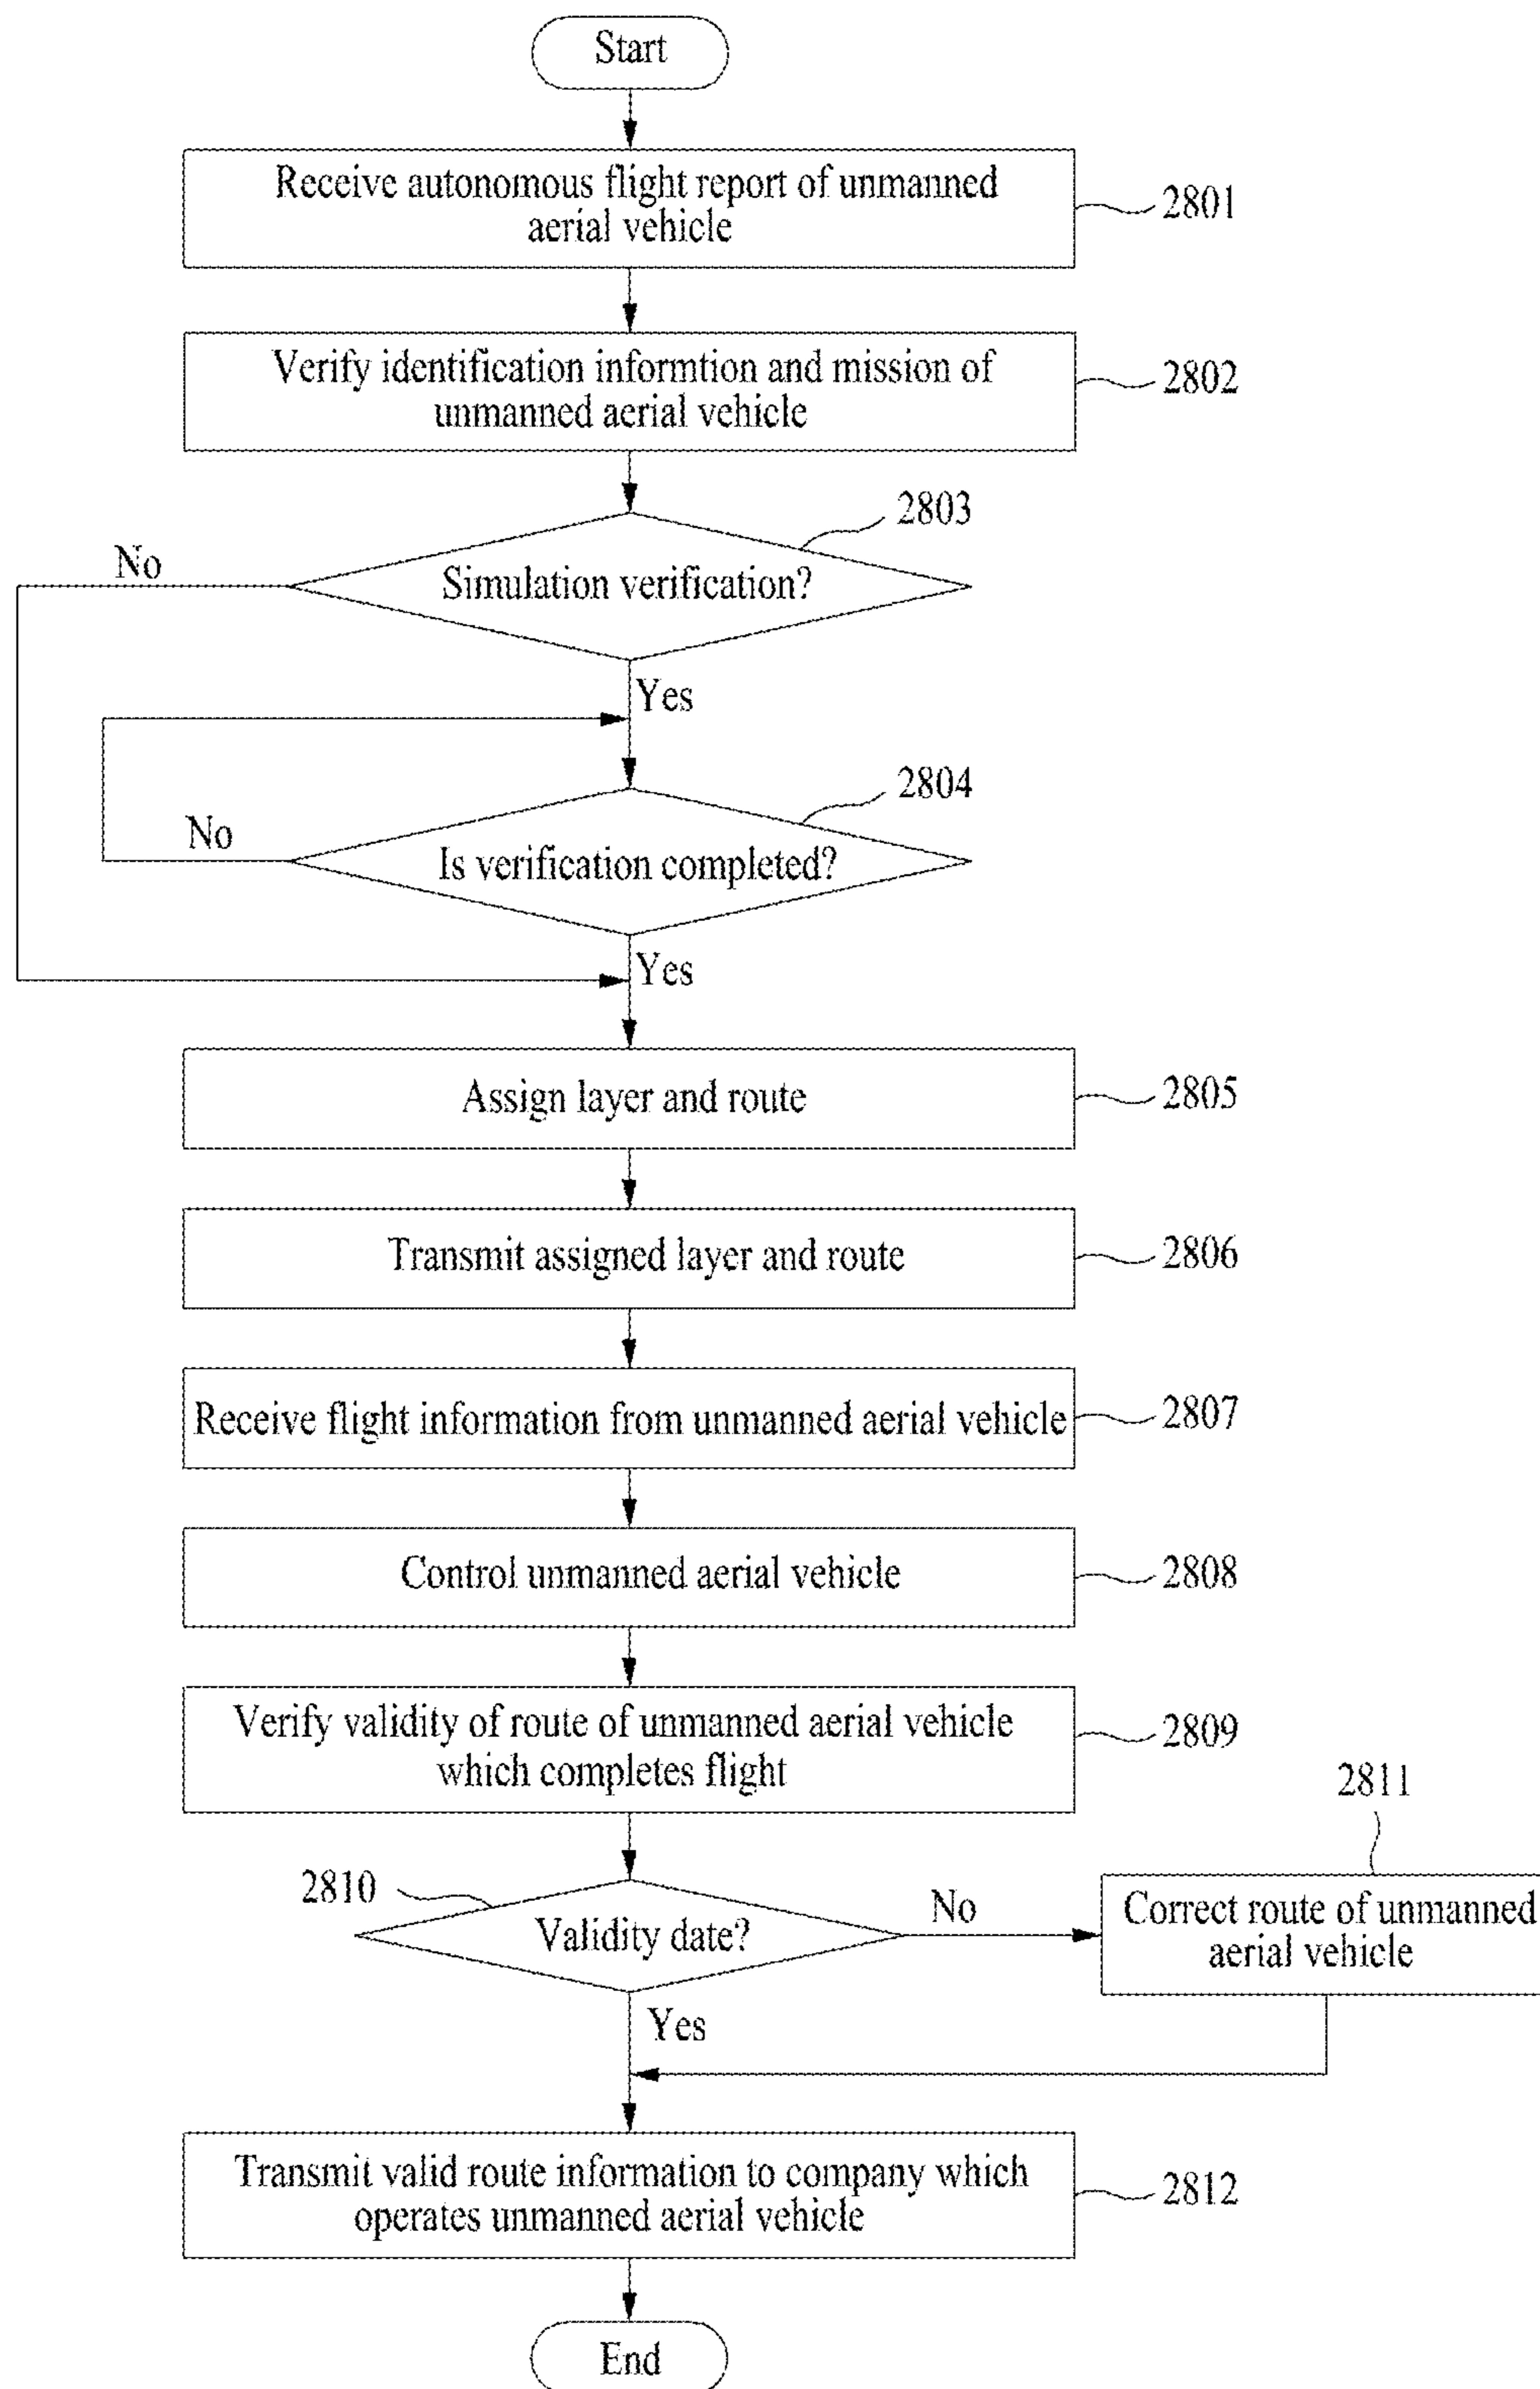 Start
Receive autonomous flight report of unmanned
aerial vehicle
2801
Verify identification informtion and mission of
unmanned aerial vehicle
2802
2803
No
Simulation verification?
Yes
2804
No
Is verification completed?
Yes
Assign layer and route
2805
Transmit assigned layer and route
2806
Receive flight information from unmanned aerial vehicle
2807
Control unmanned aerial vehicle
2808
Verify validity of route of unmanned aerial vehicle
which completes flight
2809
2810
Validity date?
No
2811
Correct route of unmanned
aerial vehicle
Yes
Transmit valid route information to company which
operates unmanned aerial vehicle
2812
End